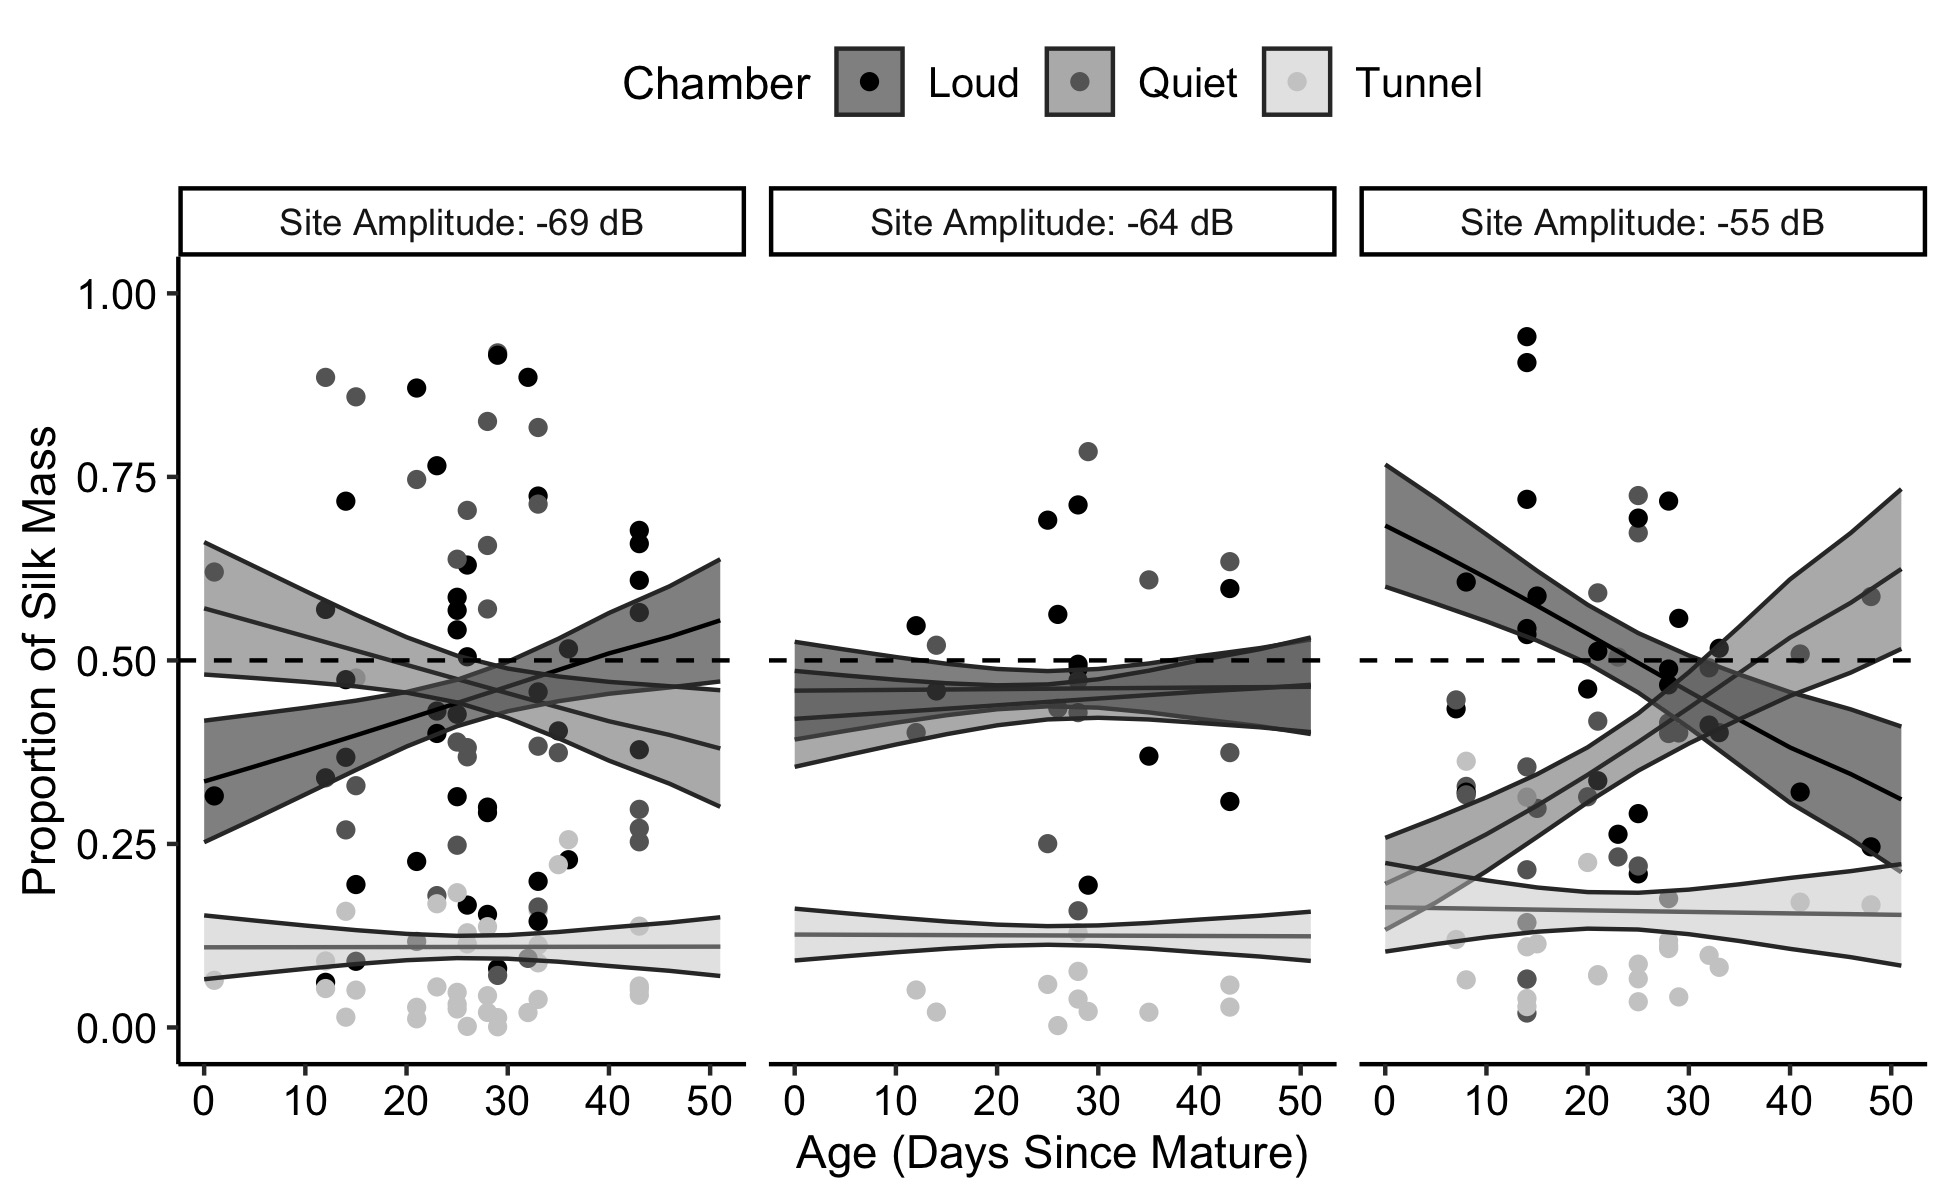 Chamber Loud Quiet Tunnel
Site Amplitude: -69 dB
Site Amplitude: -64 dB
Site Amplitude: -55 dB
Proportion of Silk Mass
1.00
0.75
0.50
0.25
0.00
0 10 20 30 40 50
0 10 20 30 40 50
0 10 20 30 40 50
Age (Days Since Mature)